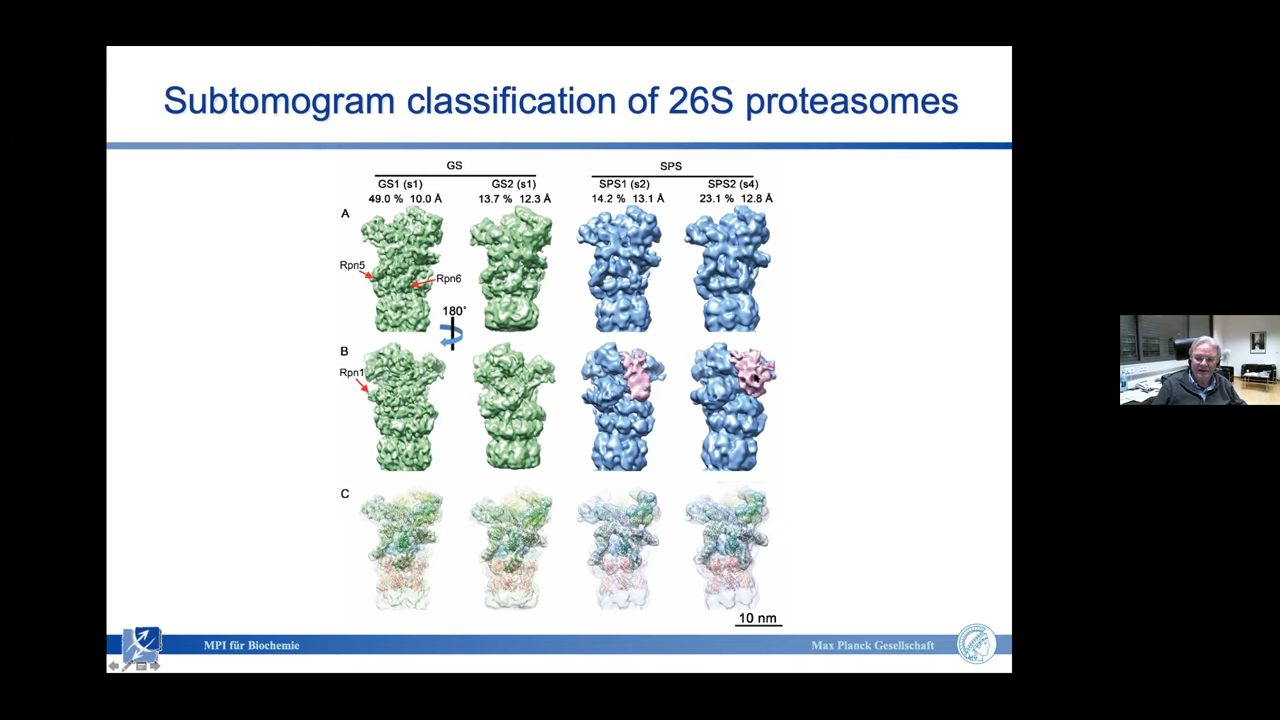 Subtomogram classification of 26S proteasomes
GS
SPS
GS1 (s1)
GS2 (s1)
SPS1 (s2)
SPS2 (s4)
49.0 % 10.0 Å
13.7 % 12.3 Å
14.2 % 13.1 Å
23.1 % 12.8 Å
A
Rpn5
Rpn6
180°
B
Rpn1
C
10 nm
MPI für Biochemie
Max Planck Gesellschaft